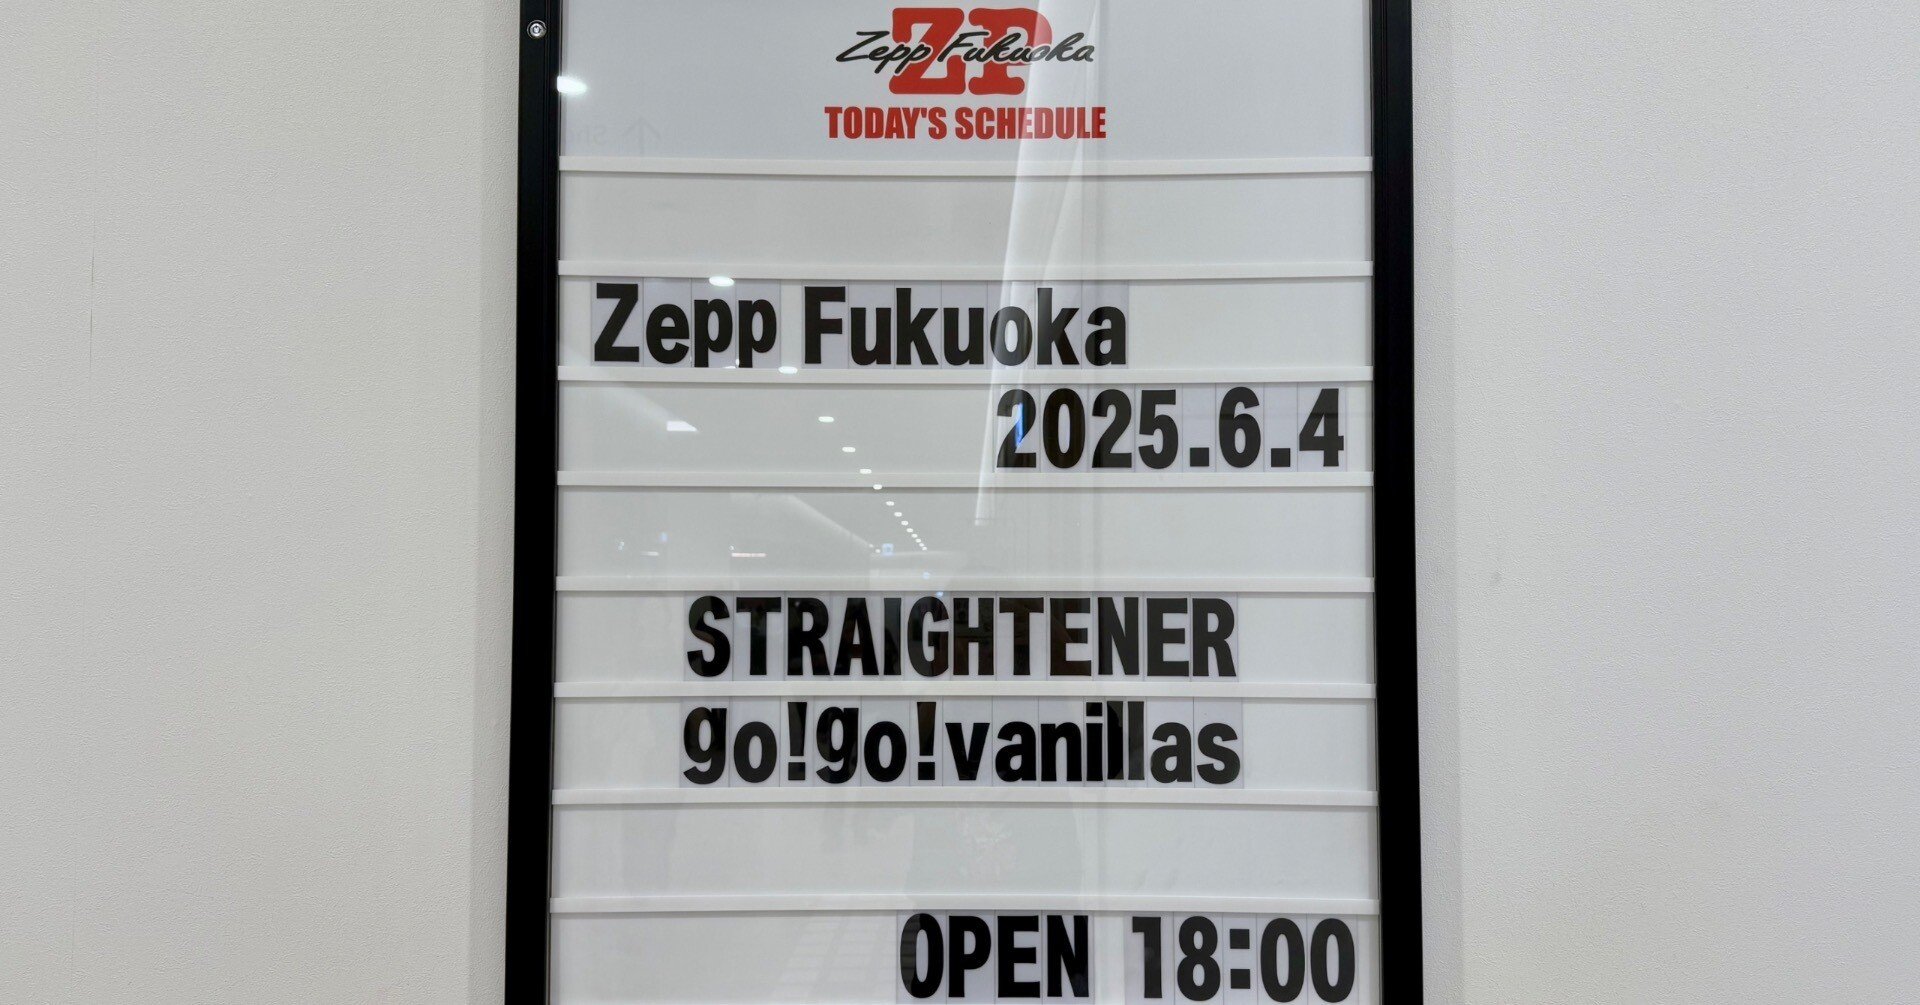 ZP
Zepp Fukuoka
TODAY'S SCHEDULE
Zepp Fukuoka
2025.6.4
STRAIGHTENER
go!go!vanillas
OPEN 18:00